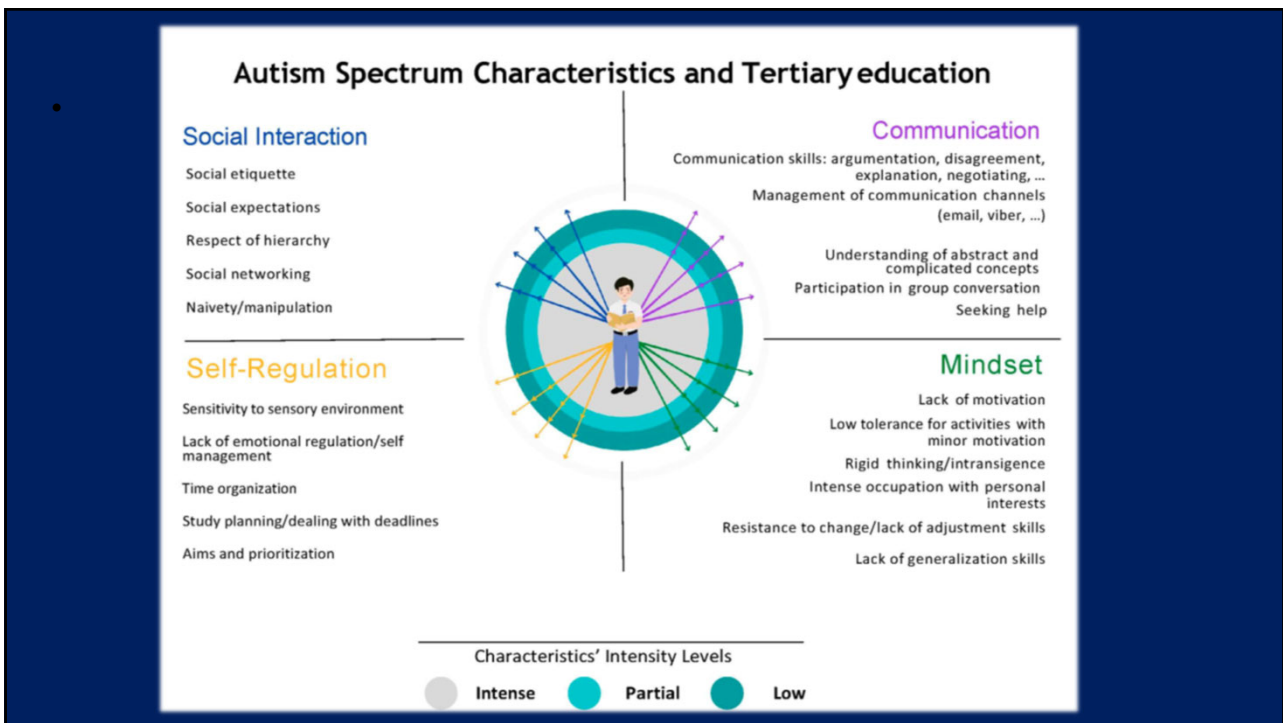 Autism Spectrum Characteristics and Tertiary education
•
Social Interaction
Social etiquette
Social expectations
Respect of hierarchy
Social networking
Naivety/manipulation
Communication
Communication skills: argumentation, disagreement,
explanation, negotiating, ...
Management of communication channels
(email, viber, ...)
Understanding of abstract and
complicated concepts
Participation in group conversation
Seeking help
Self-Regulation
Sensitivity to sensory environment
Lack of emotional regulation/self
management
Time organization
Study planning/dealing with deadlines
Aims and prioritization
Mindset
Lack of motivation
Low tolerance for activities with
minor motivation
Rigid thinking/intransigence
Intense occupation with personal
interests
Resistance to change/lack of adjustment skills
Lack of generalization skills
Characteristics' Intensity Levels
Intense Partial Low